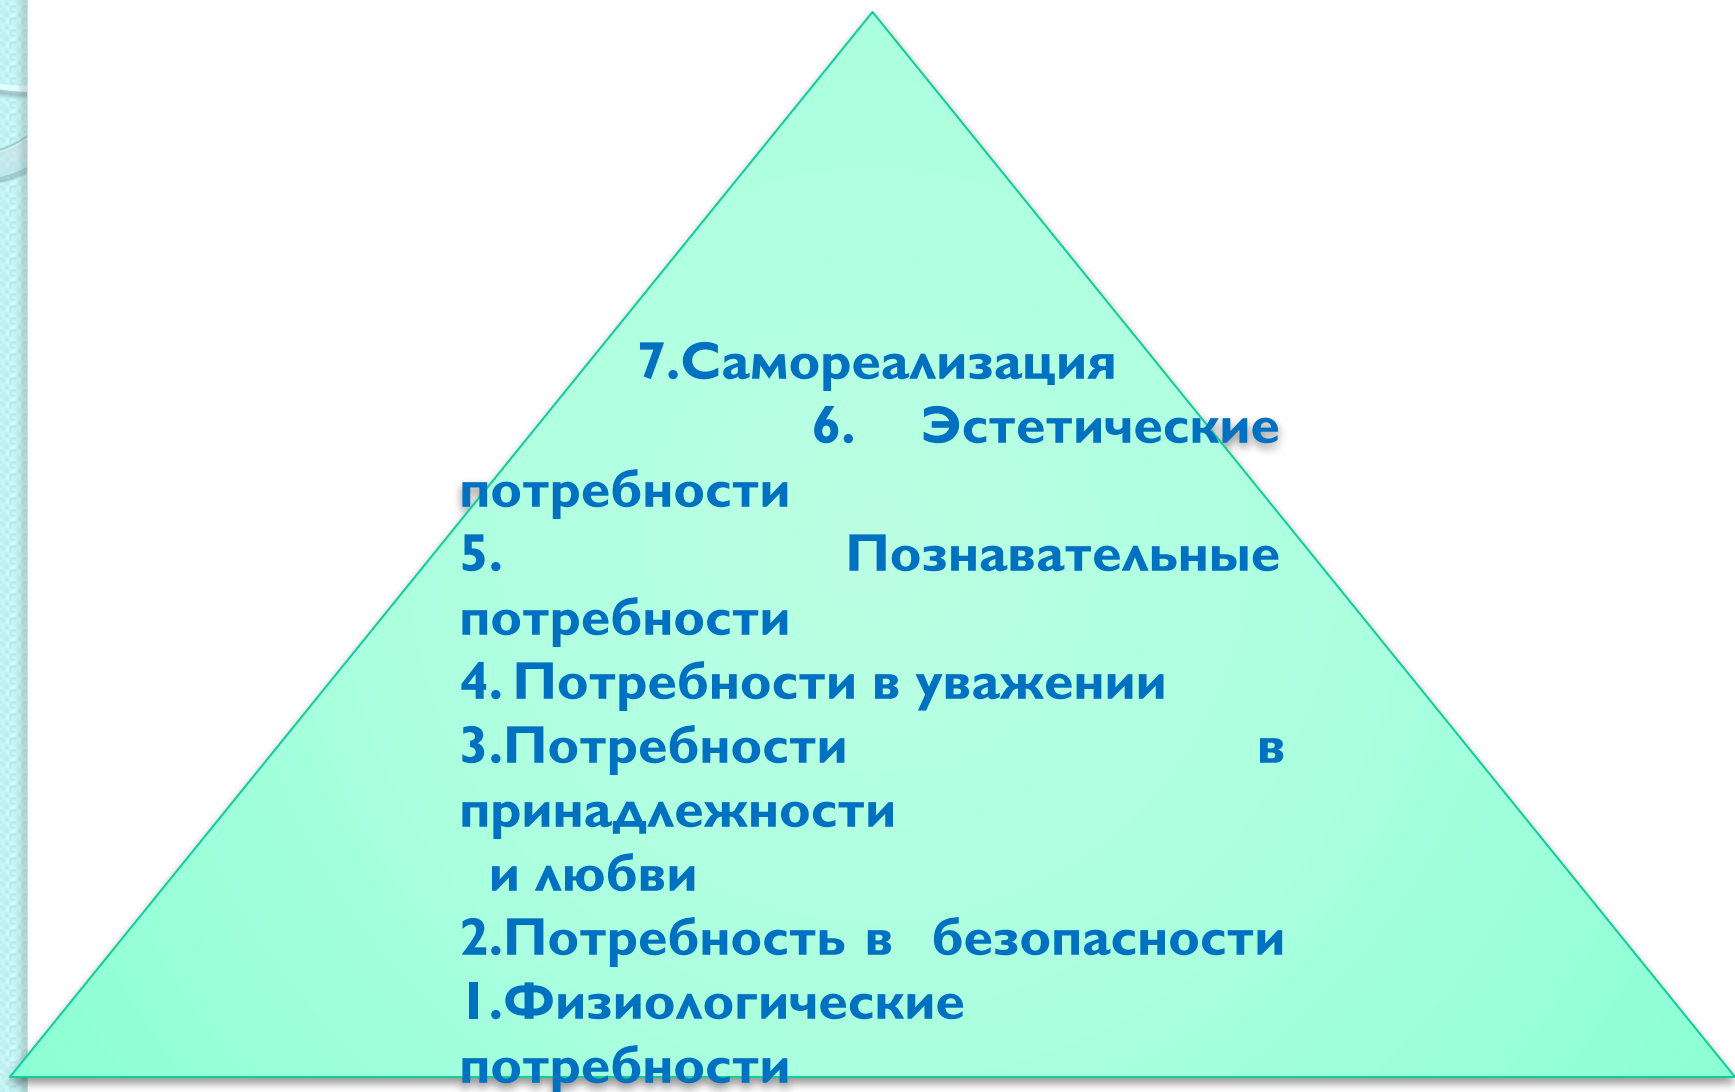 7.Самореализация
6. Эстетические
потребности
5. Познавательные
потребности
4. Потребности в уважении
3.Потребности в
принадлежности
и любви
2.Потребность в безопасности
1.Физиологические
потребности